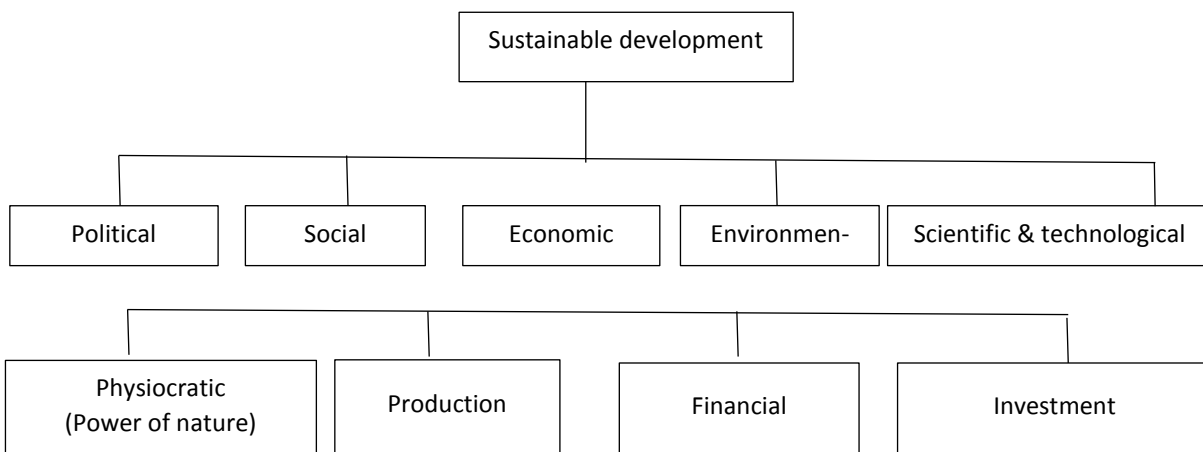 Sustainable development
Political
Social
Economic
Environmen-
Scientific & technological
Physiocratic
(Power of nature)
Production
Financial
Investment